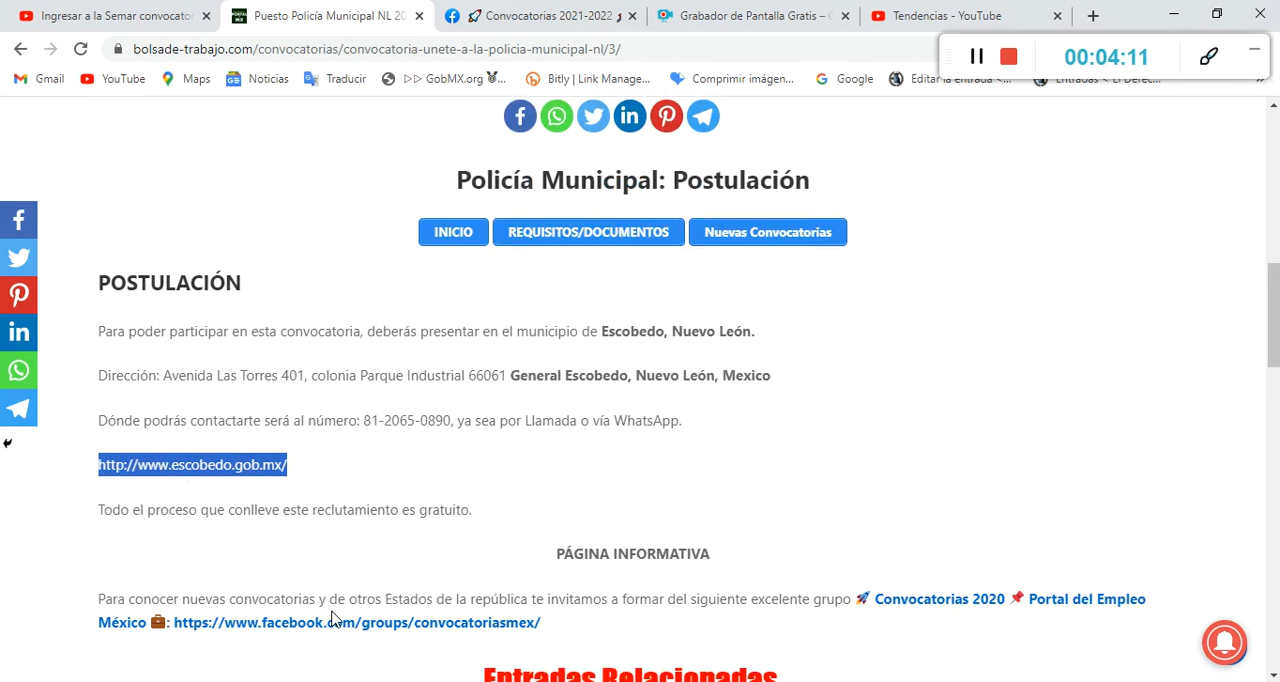 Ingresar a la Semar convocator
Puesto Policía Municipal NL 20
Convocatorias 2021-2022
Grabador de Pantalla Gratis – C
Tendencias - YouTube
bolsade-trabajo.com/convocatorias/convocatoria-unete-a-la-policia-municipal-nl/3/
00:04:11
Gmail
YouTube
Maps
Noticias
Traducir
▷▷ GobMX.org
Bitly | Link Manage...
Comprimir imágen...
Google
Policía Municipal: Postulación
INICIO
REQUISITOS/DOCUMENTOS
Nuevas Convocatorias
POSTULACIÓN
Para poder participar en esta convocatoria, deberás presentar en el municipio de Escobedo, Nuevo León.
Dirección: Avenida Las Torres 401, colonia Parque Industrial 66061 General Escobedo, Nuevo León, Mexico
Dónde podrás contactarte será al número: 81-2065-0890, ya sea por Llamada o vía WhatsApp.
http://www.escobedo.gob.mx/
Todo el proceso que conlleve este reclutamiento es gratuito.
PÁGINA INFORMATIVA
Para conocer nuevas convocatorias y de otros Estados de la república te invitamos a formar del siguiente excelente grupo 🚀 Convocatorias 2020 📌 Portal del Empleo
México 💼: https://www.facebook.com/groups/convocatoriasmex/
Entradas Relacionadas